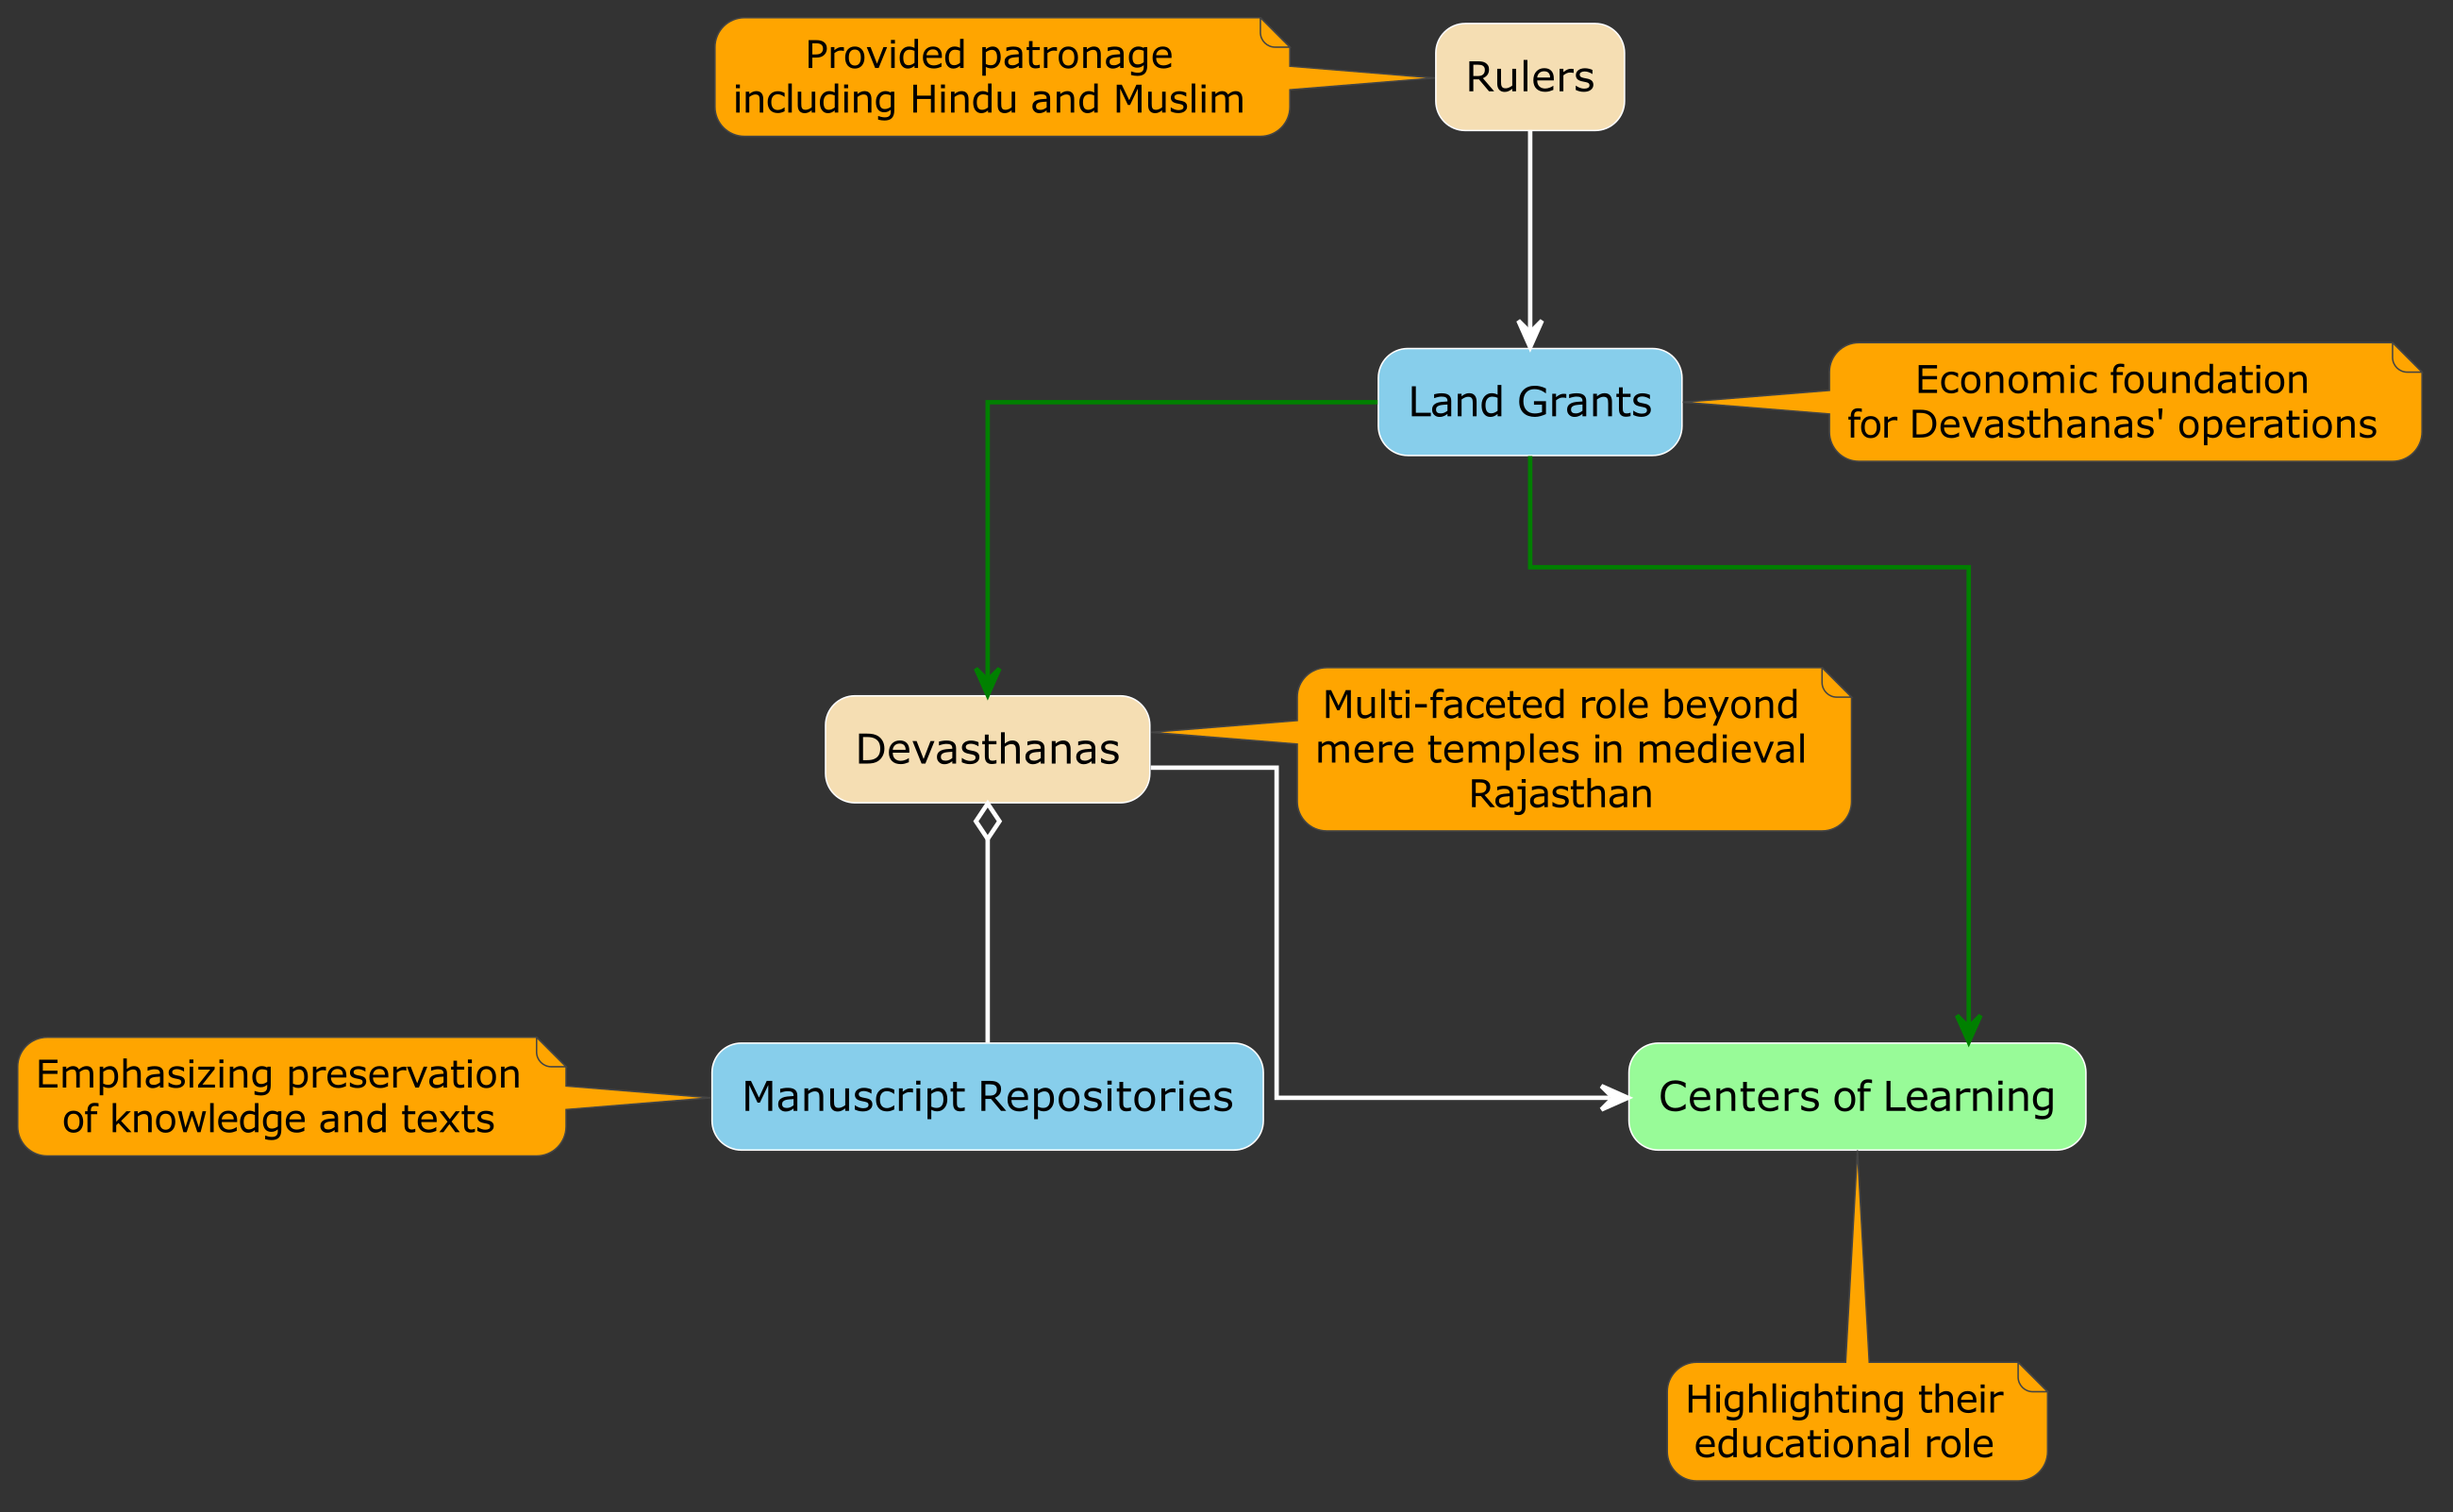 Provided patronage
including Hindu and Muslim
Rulers
Land Grants
Economic foundation
for Devasthanas' operations
Devasthanas
Multi-faceted role beyond
mere temples in medieval
Rajasthan
Emphasizing preservation
of knowledge and texts
Manuscript Repositories
Centers of Learning
Highlighting their
educational role